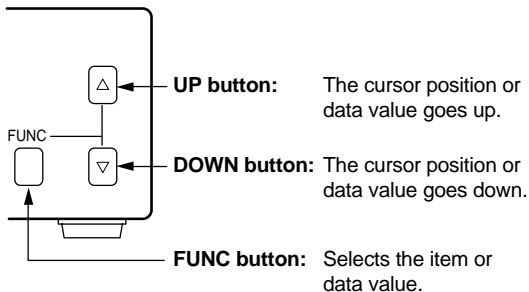 UP button: The cursor position or
data value goes up.
FUNC
DOWN button: The cursor position or
data value goes down.
FUNC button: Selects the item or
data value.